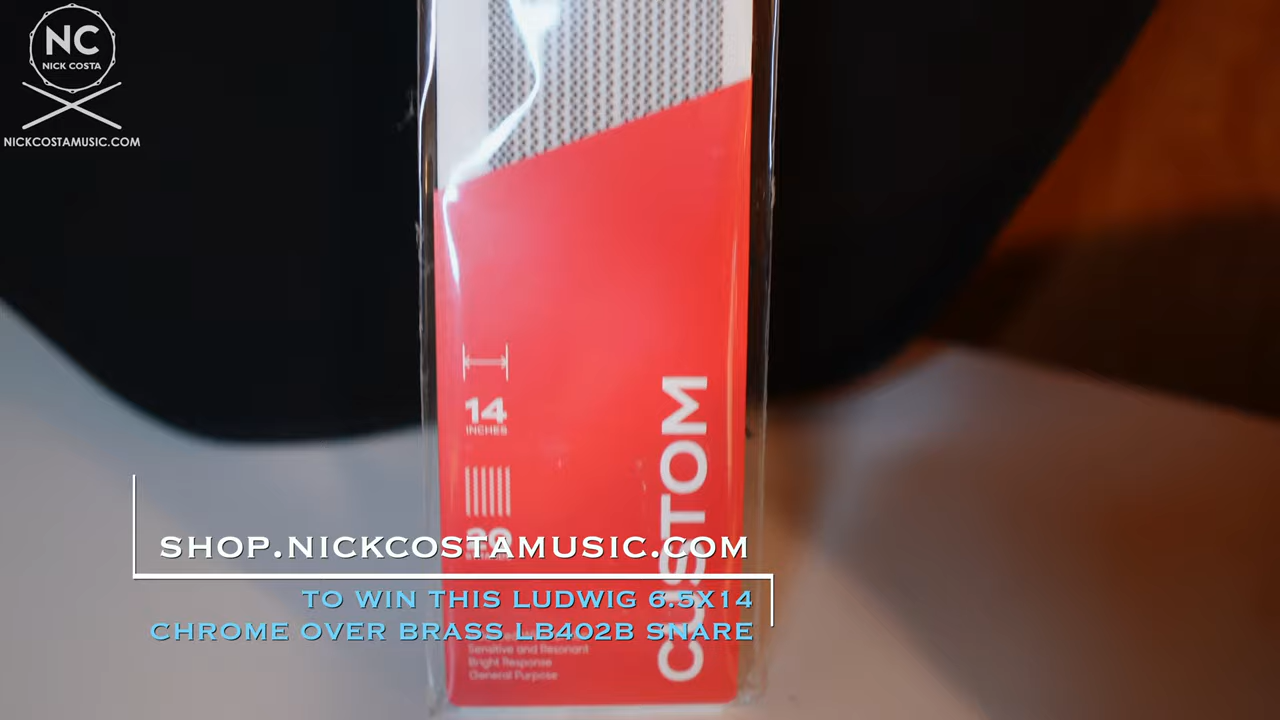 NC
NICK COSTA
NICKCOSTAMUSIC.COM
14
INCHES
CUSTOM
SHOP.NICKCOSTAMUSIC.COM
TO WIN THIS LUDWIG 6.5X14
CHROME OVER BRASS LB402B SNARE
Sensitive and Resonant
Bright Response
General Purpose